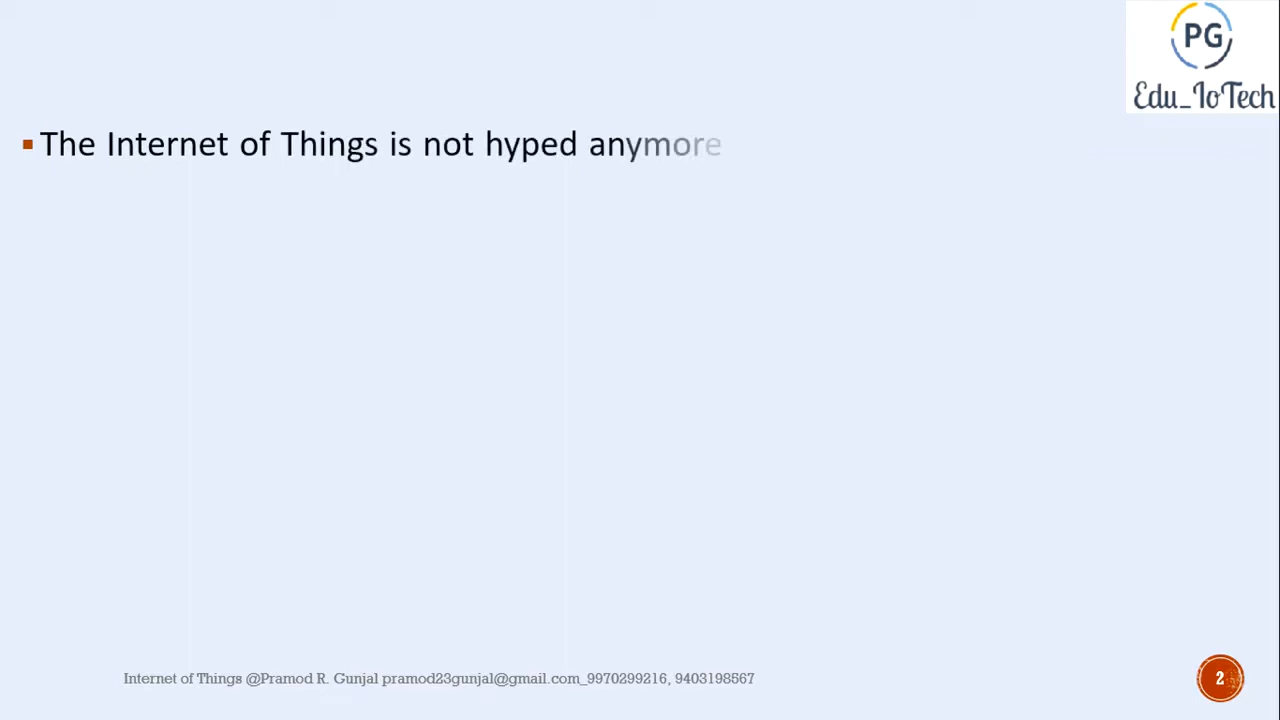 PG
Edu_IoTech
The Internet of Things is not hyped anymore
Internet of Things @Pramod R. Gunjal pramod23gunjal@gmail.com_9970299216, 9403198567
2